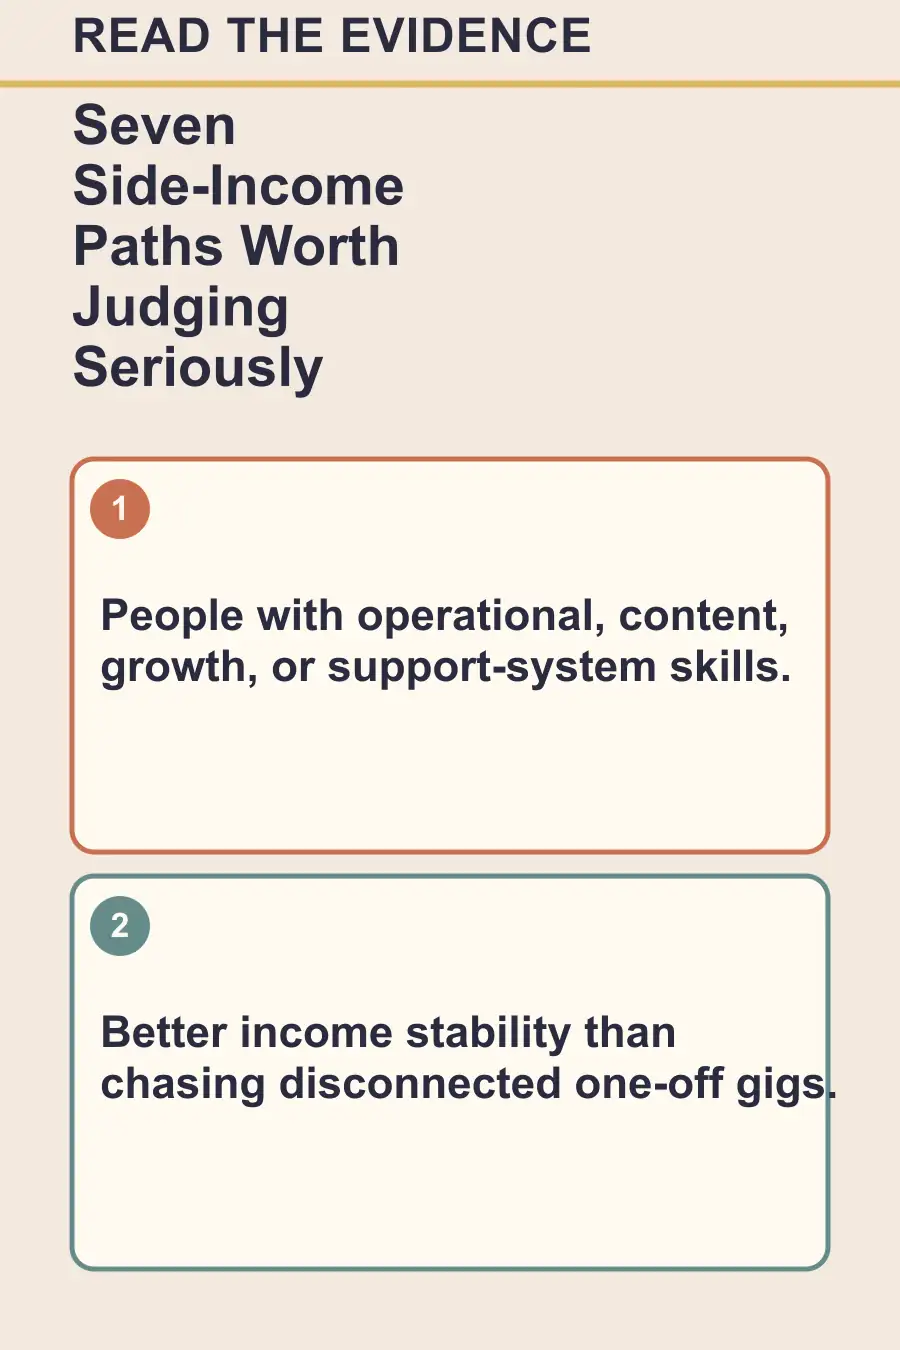 READ THE EVIDENCE
Seven
Side-Income
Paths Worth
Judging
Seriously
1
People with operational, content,
growth, or support-system skills.
2
Better income stability than
chasing disconnected one-off gigs.